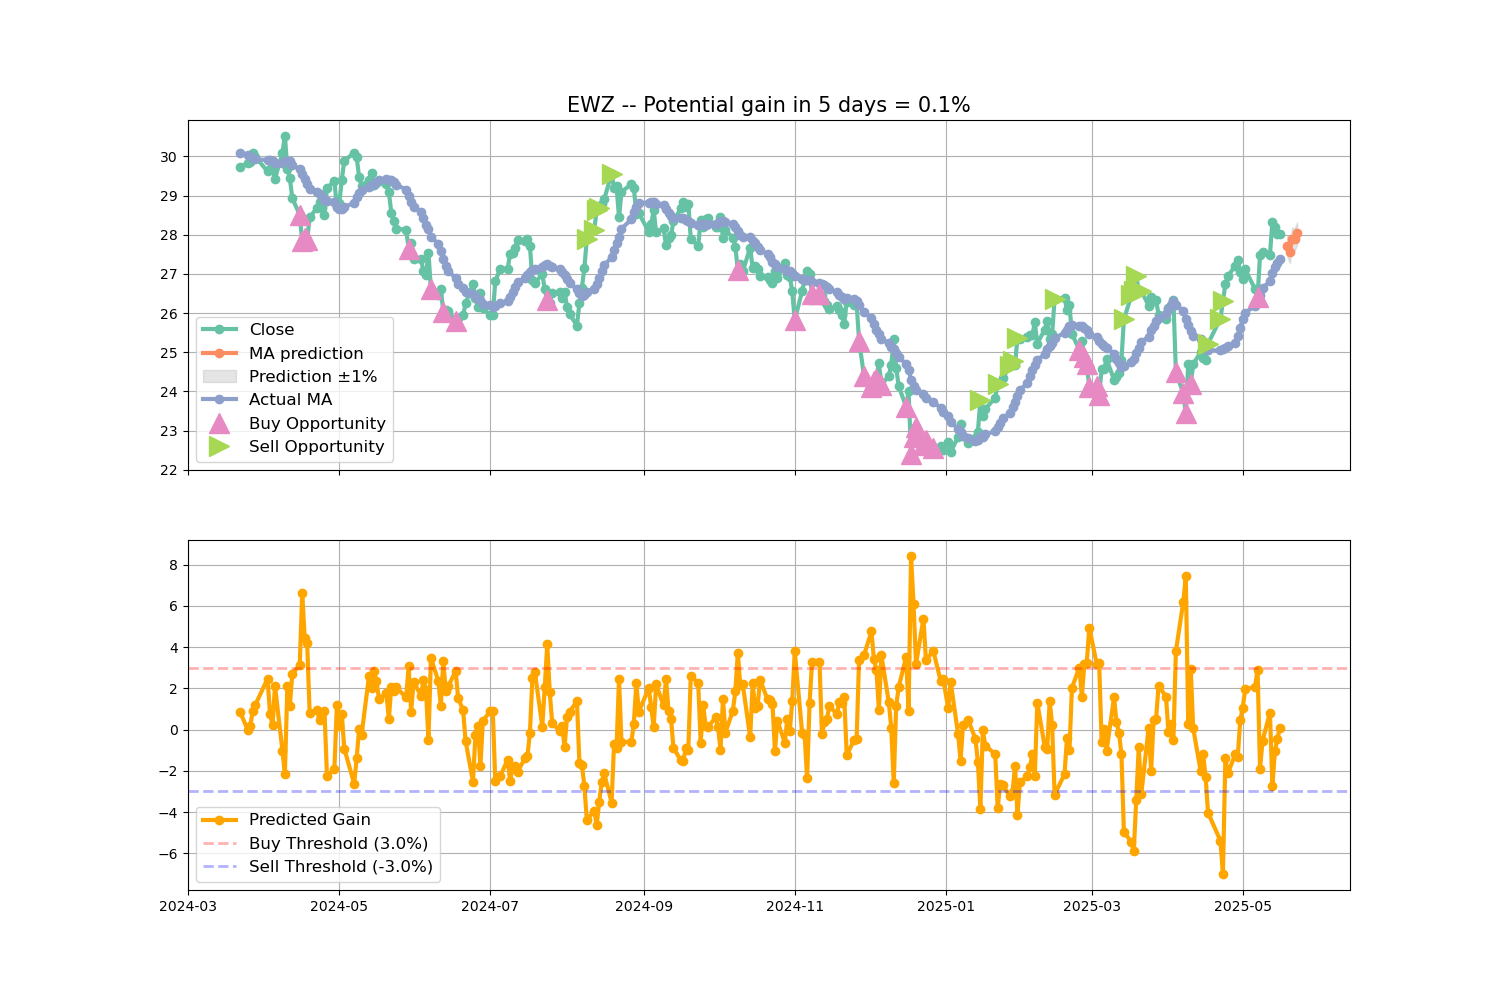 EWZ -- Potential gain in 5 days = 0.1%
30
29
28
27
26
25
24
23
22
Close
MA prediction
Prediction ±1%
Actual MA
Buy Opportunity
Sell Opportunity
8
6
4
2
0
−2
−4
−6
Predicted Gain
Buy Threshold (3.0%)
Sell Threshold (-3.0%)
2024-03 2024-05 2024-07 2024-09 2024-11 2025-01 2025-03 2025-05